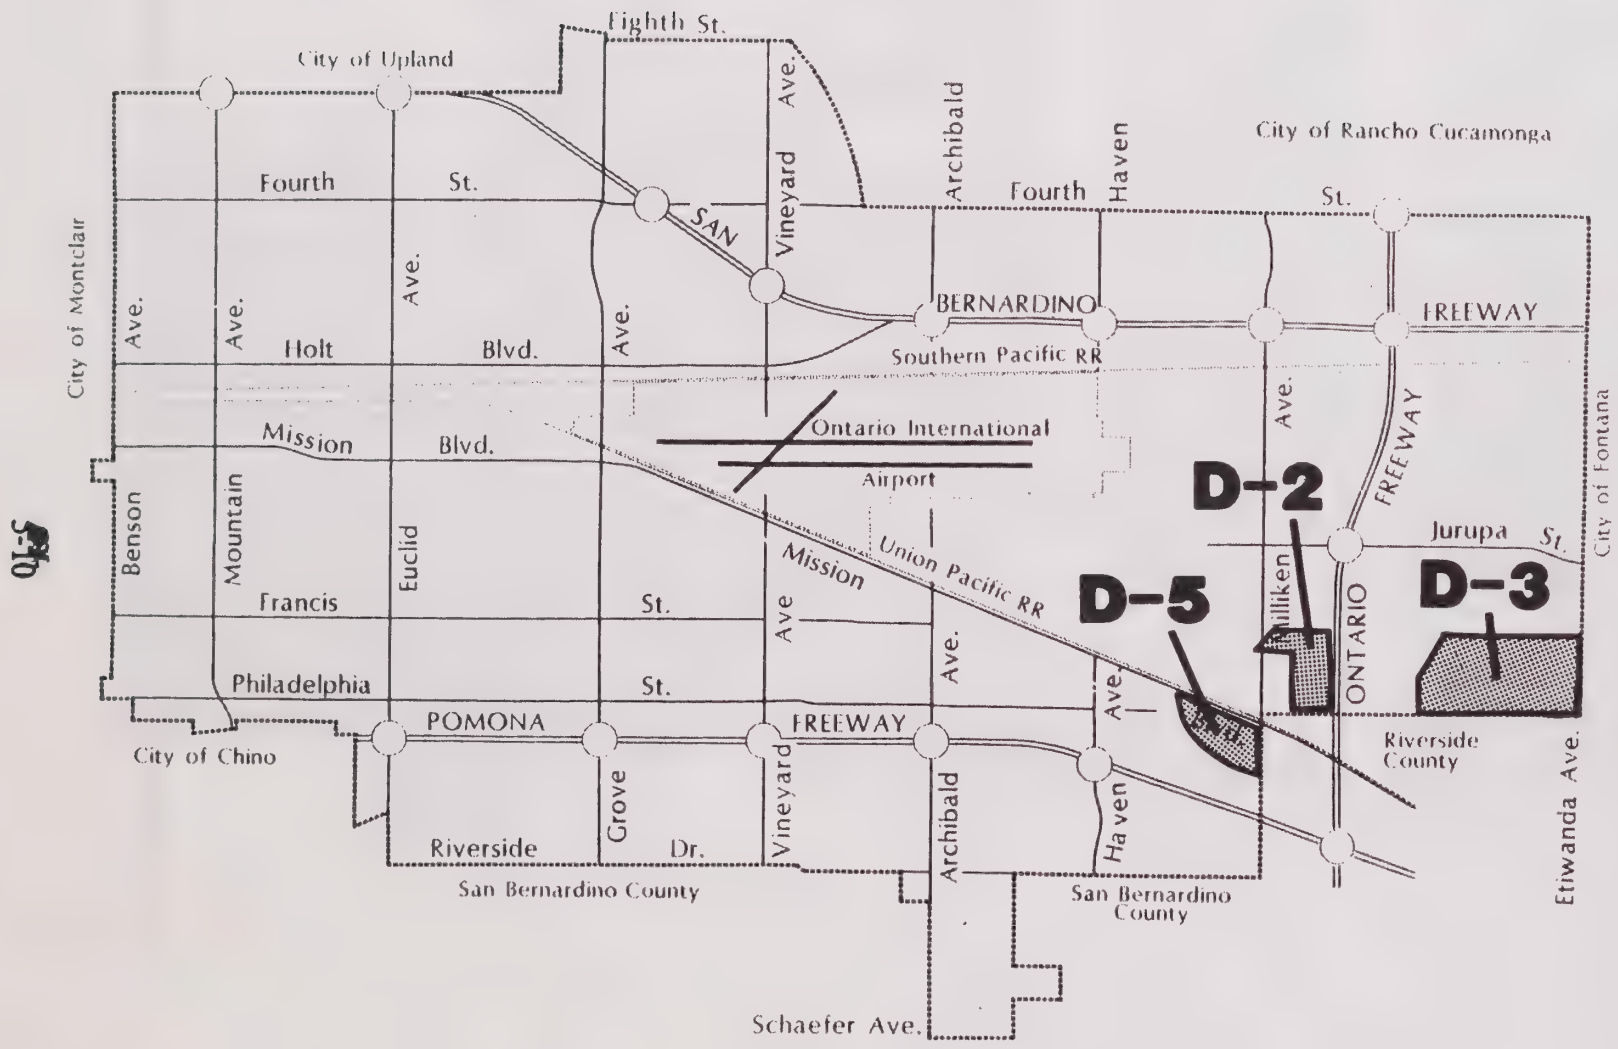 Eighth St.
City of Upland
Ave.
Archibald
Haven
City of Rancho Cucamonga
Fourth St.
Vineyard
Fourth St.
SAN
City of Montclair
Ave.
Ave.
Ave.
Ave.
BERNARDINO
FREEWAY
Holt Blvd.
Southern Pacific RR
Ave.
FREEWAY
City of Fontana
Mission Blvd.
Ontario International
Airport
D-2
Benson
Mountain
Euclid
Mission
Union Pacific RR
Jurupa St.
D-5
Milliken
D-3
Francis St.
Ave
Ave.
ONTARIO
Philadelphia St.
Ave.
POMONA FREEWAY
City of Chino
Riverside
County
Etiwanda Ave.
Grove
Vineyard
Archibald
Haven
Riverside Dr.
San Bernardino County
San Bernardino
County
Schaefer Ave.